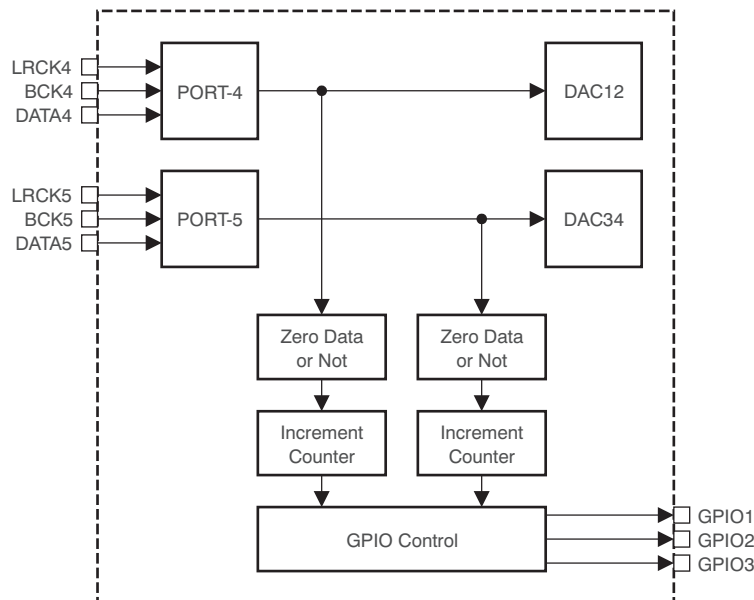 LRCK4
BCK4
DATA4
PORT-4
DAC12
LRCK5
BCK5
DATA5
PORT-5
DAC34
Zero Data
or Not
Zero Data
or Not
Increment
Counter
Increment
Counter
GPIO Control
GPIO1
GPIO2
GPIO3